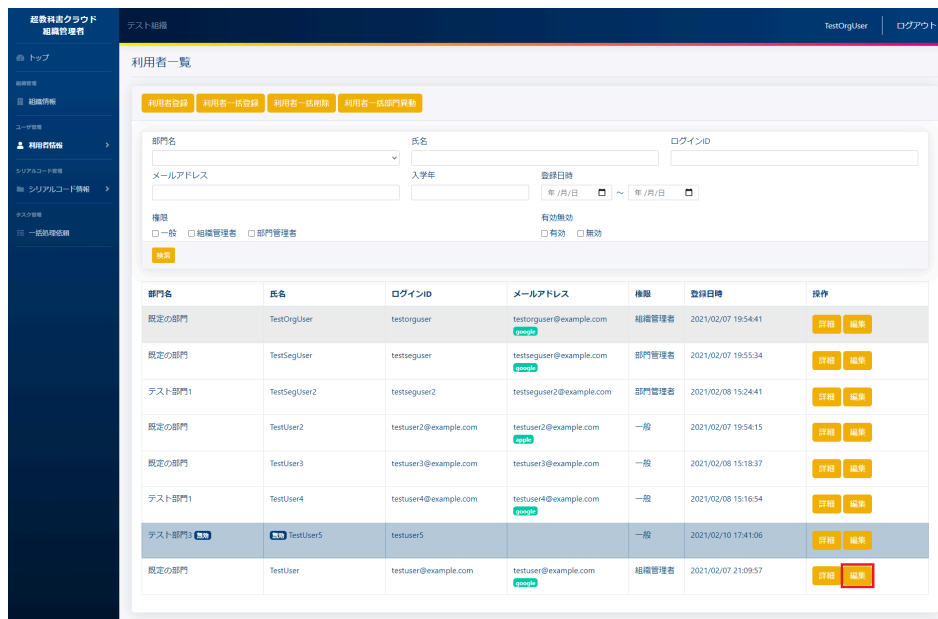 超教科書クラウド
組織管理者
テスト組織
TestOrgUser
ログアウト
トップ
組織管理
組織情報
ユーザ管理
利用者情報
シリアルコード管理
シリアルコード情報
タスク管理
一括処理依頼
利用者一覧
利用者登録 利用者一括登録 利用者一括削除 利用者一括部門異動
部門名 氏名 ログインID
メールアドレス 入学年 登録日時
年 /月/日 ～ 年 /月/日
権限 有効無効
一般 組織管理者 部門管理者 有効 無効
検索
部門名 氏名 ログインID メールアドレス 権限 登録日時 操作
既定の部門 TestOrgUser testorguser testorguser@example.com 組織管理者 2021/02/07 19:54:41 詳細 編集
google
既定の部門 TestSegUser testseguser testseguser@example.com 部門管理者 2021/02/07 19:55:34 詳細 編集
google
テスト部門1 TestSegUser2 testseguser2 testseguser2@example.com 部門管理者 2021/02/08 15:24:41 詳細 編集
既定の部門 TestUser2 testuser2@example.com testuser2@example.com 一般 2021/02/07 19:54:15 詳細 編集
apple
既定の部門 TestUser3 testuser3@example.com testuser3@example.com 一般 2021/02/08 15:18:37 詳細 編集
テスト部門1 TestUser4 testuser4@example.com testuser4@example.com 一般 2021/02/08 15:16:54 詳細 編集
google
テスト部門3 無効 無効 TestUser5 testuser5 一般 2021/02/10 17:41:06 詳細 編集
既定の部門 TestUser testuser@example.com testuser@example.com 組織管理者 2021/02/07 21:09:57 詳細 編集
google